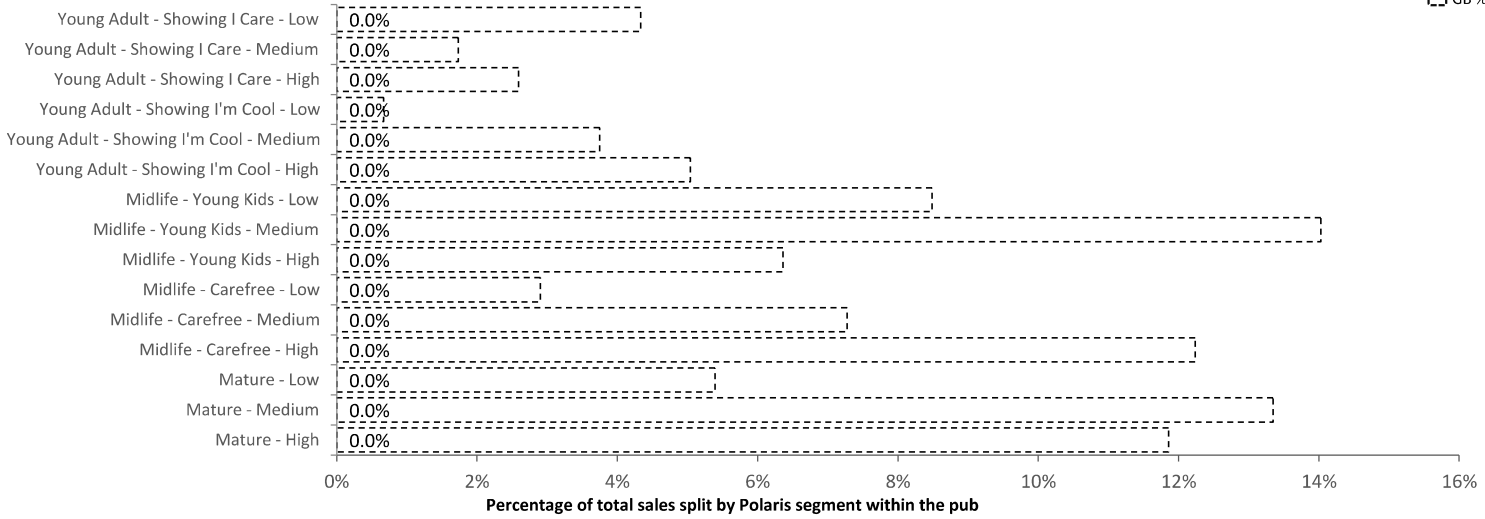 GB %
Young Adult - Showing I Care - Low 0.0%
Young Adult - Showing I Care - Medium 0.0%
Young Adult - Showing I Care - High 0.0%
Young Adult - Showing I'm Cool - Low 0.0%
Young Adult - Showing I'm Cool - Medium 0.0%
Young Adult - Showing I'm Cool - High 0.0%
Midlife - Young Kids - Low 0.0%
Midlife - Young Kids - Medium 0.0%
Midlife - Young Kids - High 0.0%
Midlife - Carefree - Low 0.0%
Midlife - Carefree - Medium 0.0%
Midlife - Carefree - High 0.0%
Mature - Low 0.0%
Mature - Medium 0.0%
Mature - High 0.0%
0% 2% 4% 6% 8% 10% 12% 14% 16%
Percentage of total sales split by Polaris segment within the pub